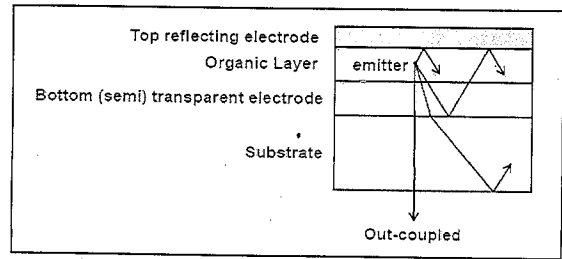 Top reflecting electrode
Organic Layer
emitter
Bottom (semi) transparent electrode
Substrate
Out-coupled